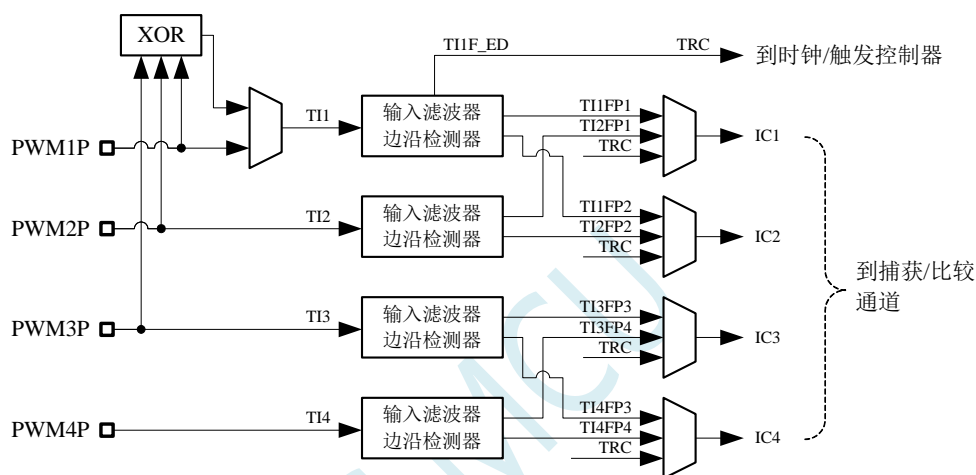 XOR
TI1F_ED
TRC
到时钟/触发控制器
PWM1P
TI1
输入滤波器
边沿检测器
TI1FP1
TI2FP1
TRC
IC1
PWM2P
TI2
输入滤波器
边沿检测器
TI1FP2
TI2FP2
TRC
IC2
到捕获/比较
通道
PWM3P
TI3
输入滤波器
边沿检测器
TI3FP3
TI3FP4
TRC
IC3
PWM4P
TI4
输入滤波器
边沿检测器
TI4FP3
TI4FP4
TRC
IC4
MCU